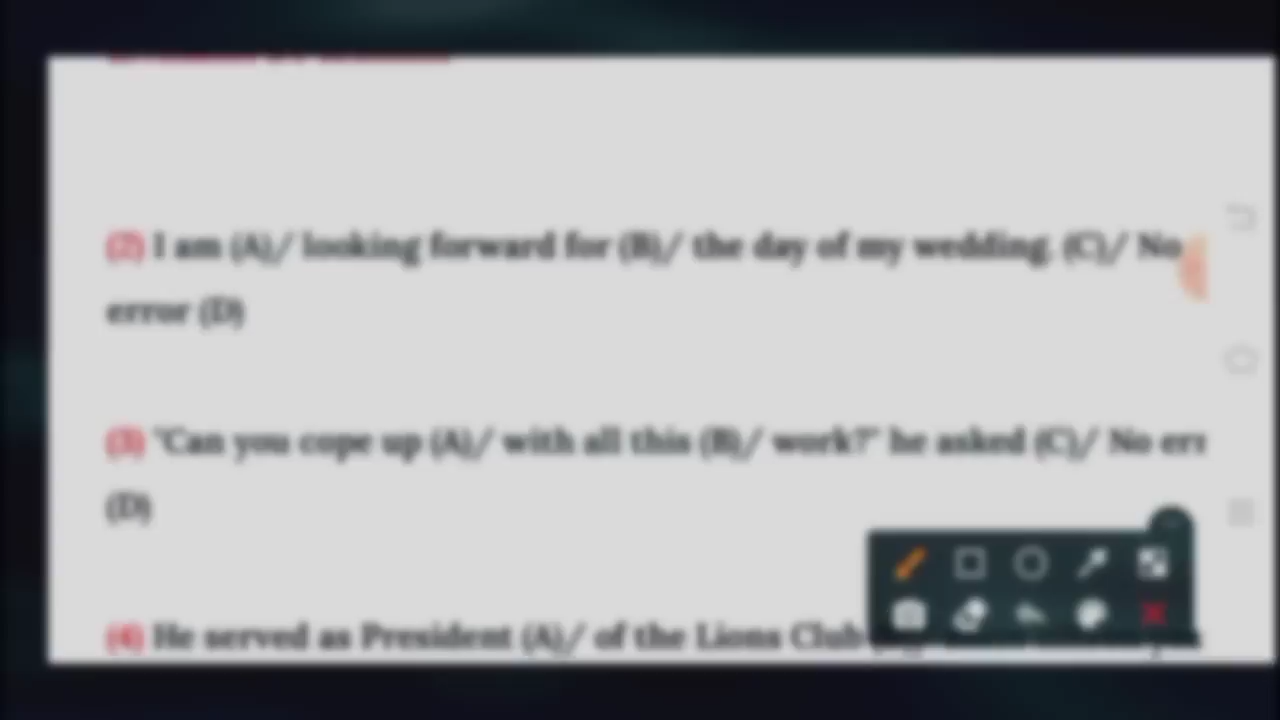 (2) I am (A)/ looking forward for (B)/ the day of my wedding. (C)/ No
error (D)
(3) "Can you cope up (A)/ with all this (B)/ work?" he asked (C)/ No err
(D)
(4) He served as President (A)/ of the Lions Club